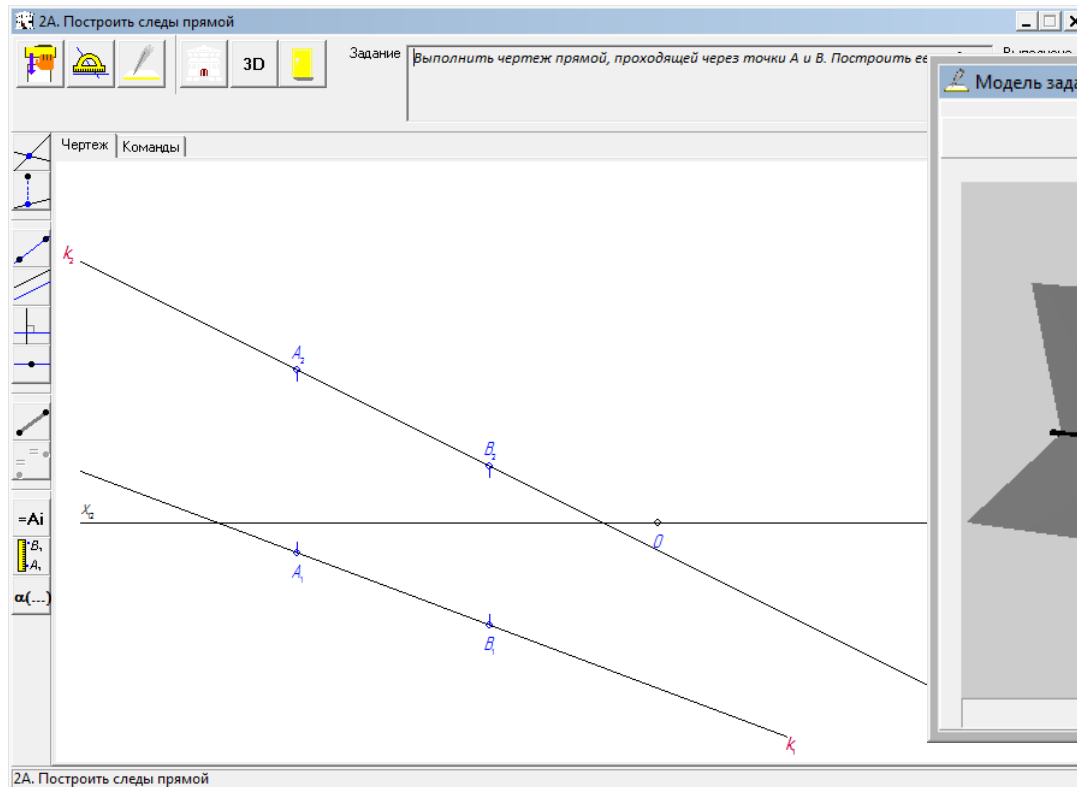 2А. Построить следы прямой
3D
Задание
Выполнить чертеж прямой, проходящей через точки А и В. Построить ее
Модель зада
Чертеж
Команды
k₂
A₂
B₂
X₁₂
O
A₁
B₁
k₁
=Ai
B₁
A₁
α(...)
2А. Построить следы прямой